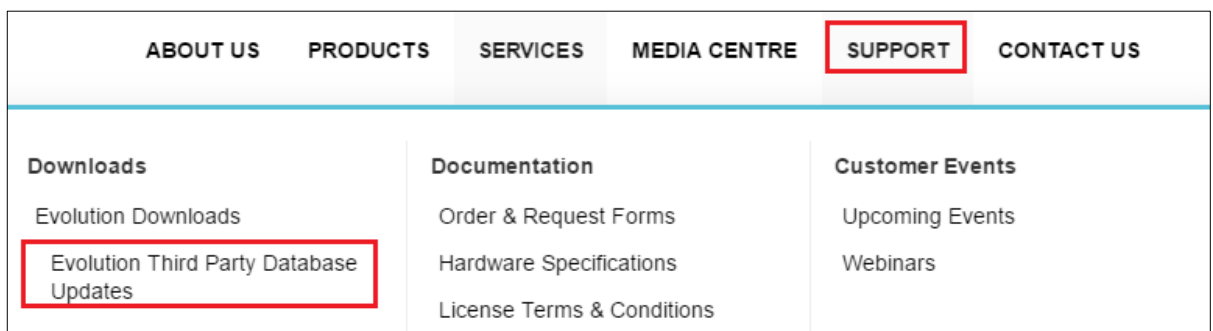 ABOUT US PRODUCTS SERVICES MEDIA CENTRE SUPPORT CONTACT US
Downloads
Evolution Downloads
Evolution Third Party Database
Updates
Documentation
Order & Request Forms
Hardware Specifications
License Terms & Conditions
Customer Events
Upcoming Events
Webinars